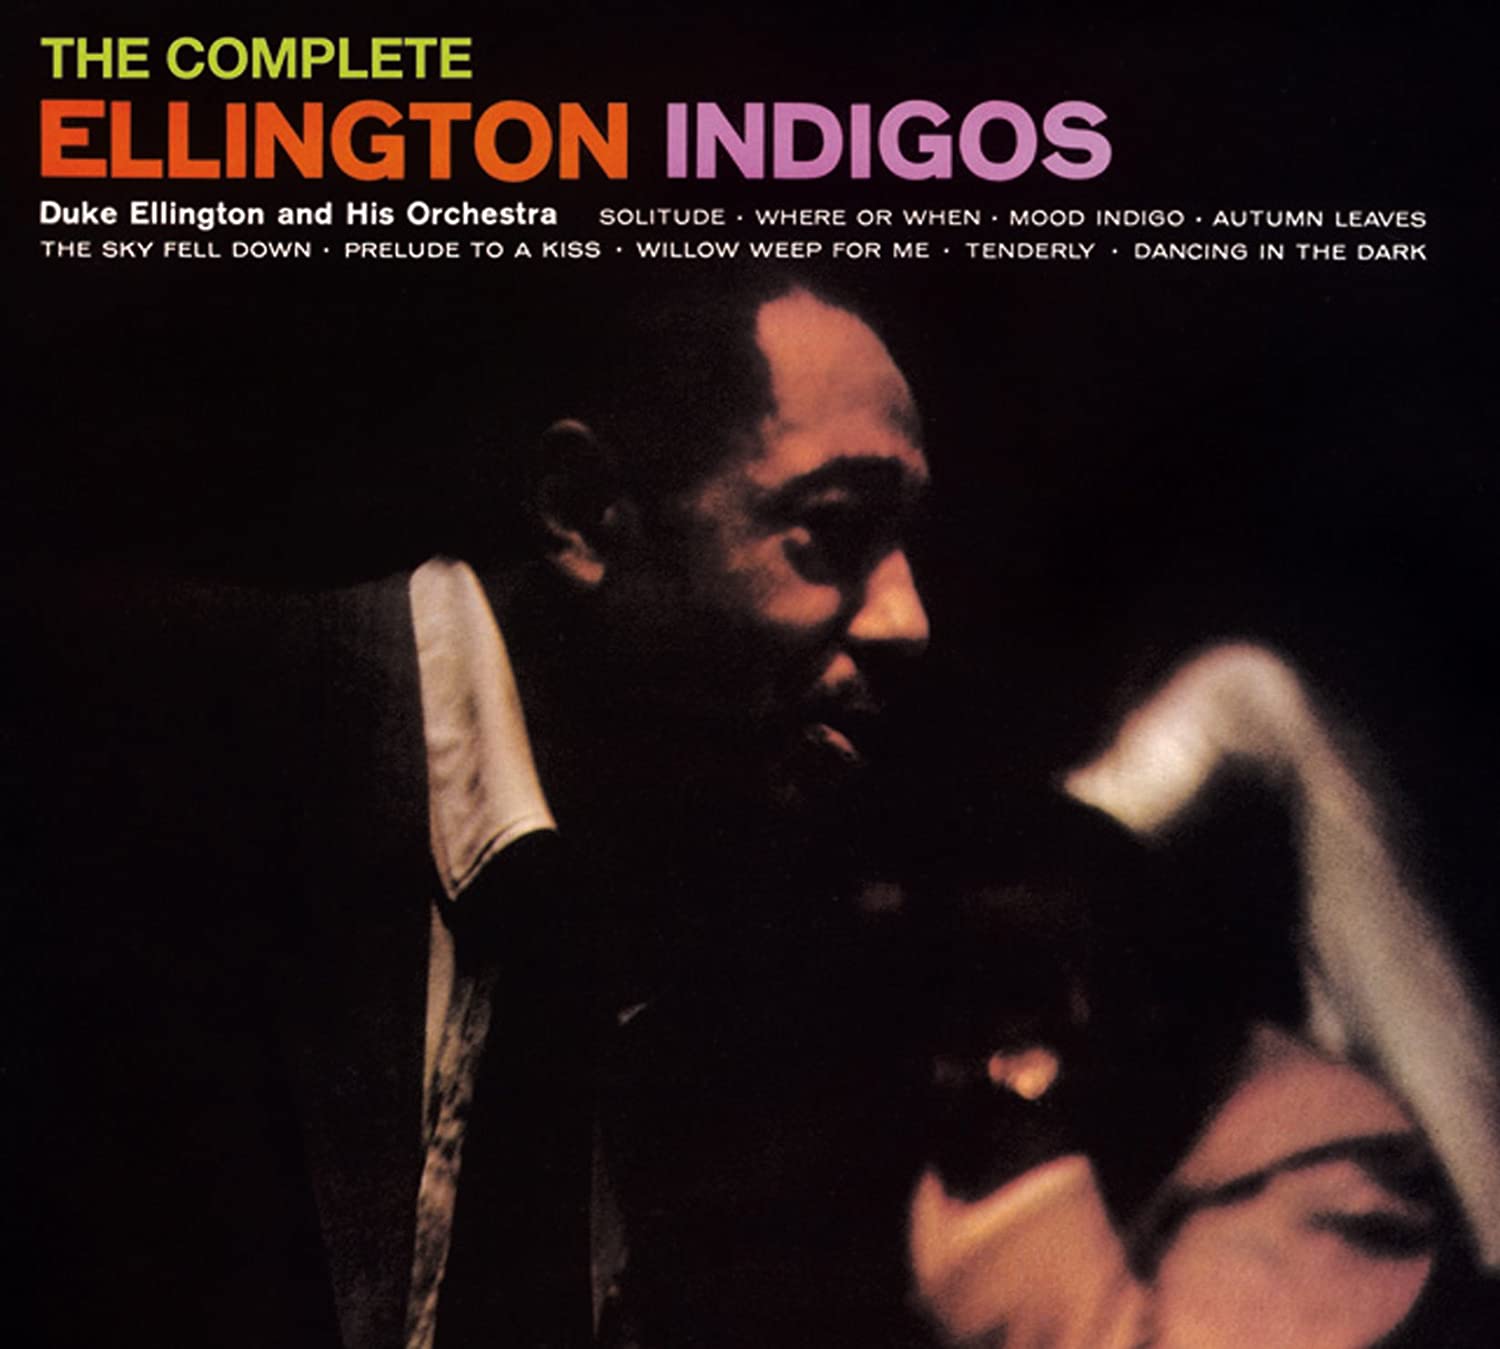 THE COMPLETE
ELLINGTON INDIGOS
Duke Ellington and His Orchestra SOLITUDE · WHERE OR WHEN · MOOD INDIGO · AUTUMN LEAVES
THE SKY FELL DOWN · PRELUDE TO A KISS · WILLOW WEEP FOR ME · TENDERLY · DANCING IN THE DARK